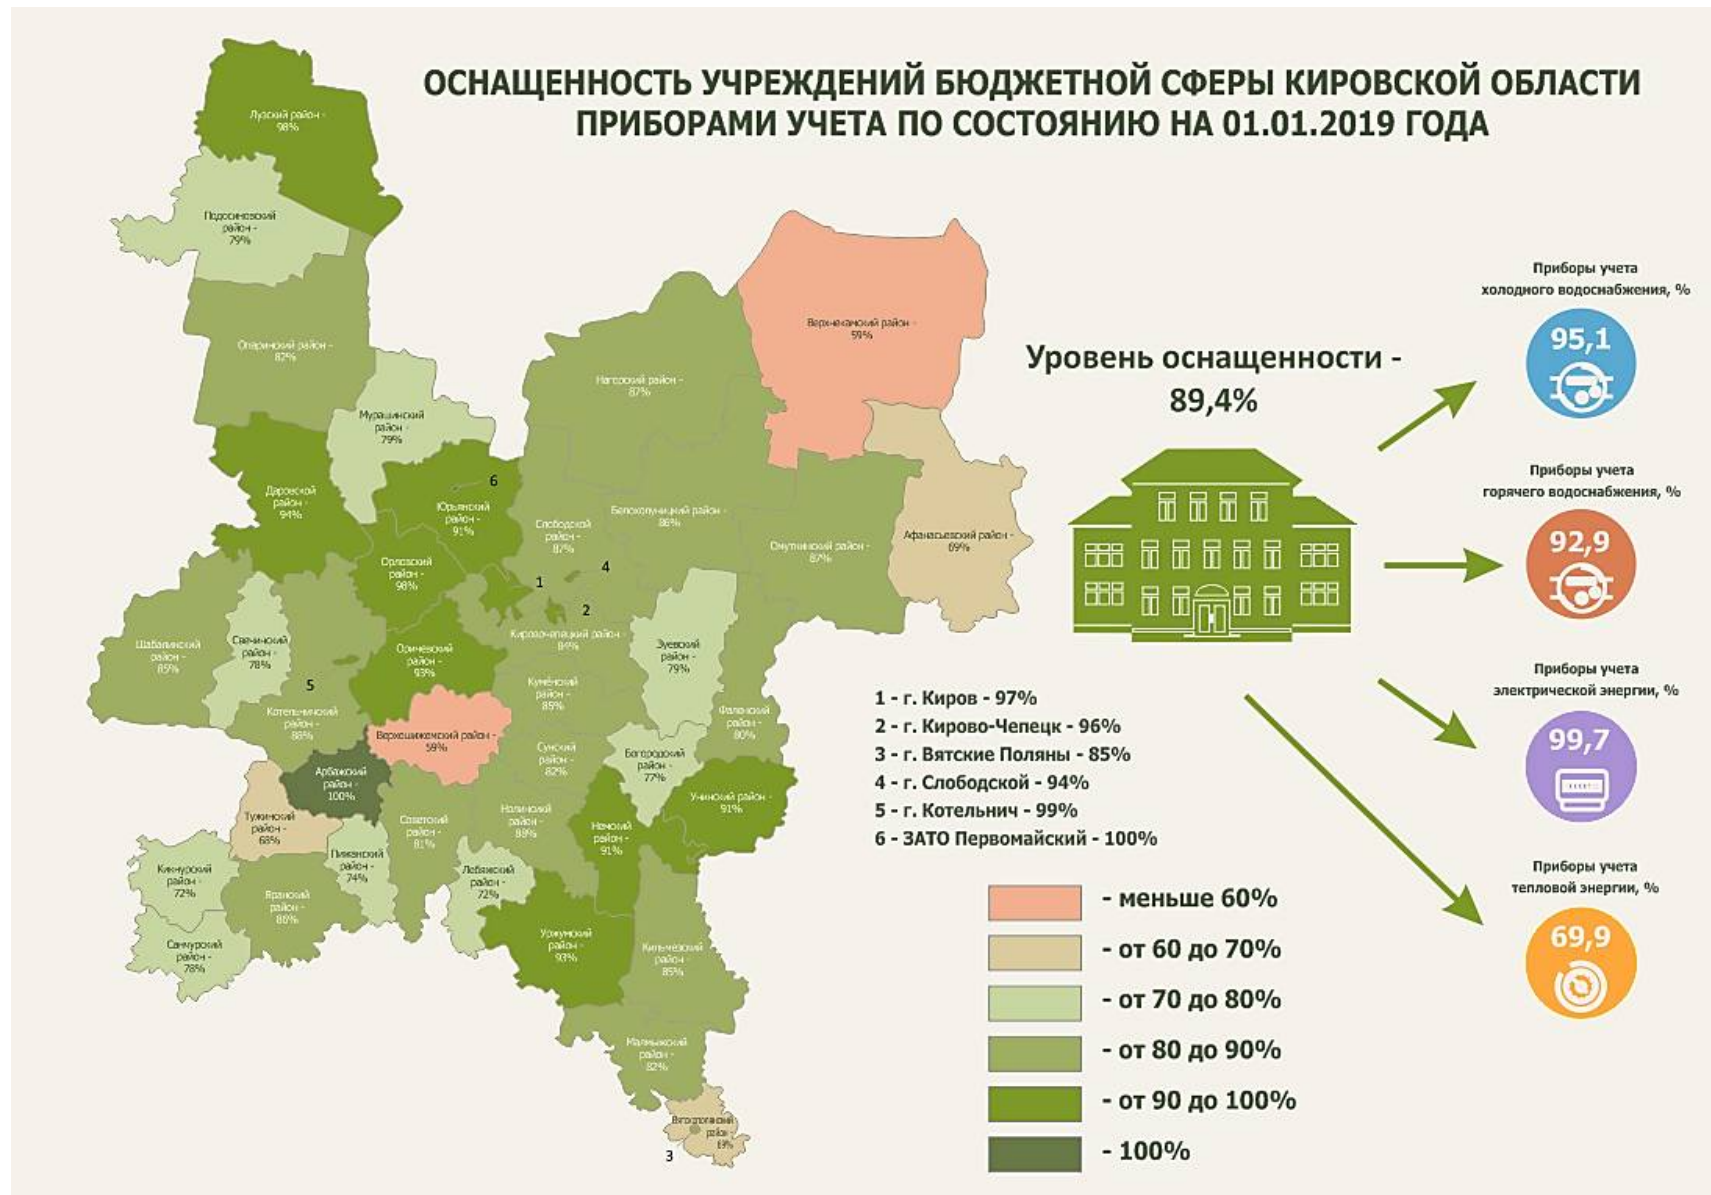 ОСНАЩЕННОСТЬ УЧРЕЖДЕНИЙ БЮДЖЕТНОЙ СФЕРЫ КИРОВСКОЙ ОБЛАСТИ
ПРИБОРАМИ УЧЕТА ПО СОСТОЯНИЮ НА 01.01.2019 ГОДА
Лузский район -
98%
Подосиновский
район -
79%
Опаринский район -
82%
Мурашинский
район -
79%
Нагорский район -
87%
Верхнекамский район -
59%
Даровской
район -
94%
6
Юрьянский
район -
91%
Слободской
район -
87%
Белохолуницкий район -
86%
Омутнинский район -
87%
Афанасьевский район -
69%
Орловский
район -
98%
1
4
2
Шабалинский
район -
85%
Свечинский
район -
78%
Оричевский
район -
93%
Кировочепецкий район -
84%
Зуевский
район -
79%
5
Котельничский
район -
88%
Верхошижемский район -
59%
Кумёнский
район -
85%
Фаленский
район -
80%
Сунский
район -
82%
Богородский
район -
77%
Арбажский
район -
100%
Унинский район -
91%
Тужинский
район -
68%
Пижанский
район -
74%
Советский
район -
81%
Нолинский
район -
88%
Немский
район -
91%
Кикнурский
район -
72%
Яранский
район -
86%
Лебяжский
район -
72%
Санчурский
район -
78%
Уржумский
район -
93%
Кильмезский
район -
85%
Малмыжский
район -
82%
Вятскополянский
район -
69%
3
Уровень оснащенности -
89,4%
1 - г. Киров - 97%
2 - г. Кирово-Чепецк - 96%
3 - г. Вятские Поляны - 85%
4 - г. Слободской - 94%
5 - г. Котельнич - 99%
6 - ЗАТО Первомайский - 100%
- меньше 60%
- от 60 до 70%
- от 70 до 80%
- от 80 до 90%
- от 90 до 100%
- 100%
Приборы учета
холодного водоснабжения, %
95,1
Приборы учета
горячего водоснабжения, %
92,9
Приборы учета
электрической энергии, %
99,7
Приборы учета
тепловой энергии, %
69,9